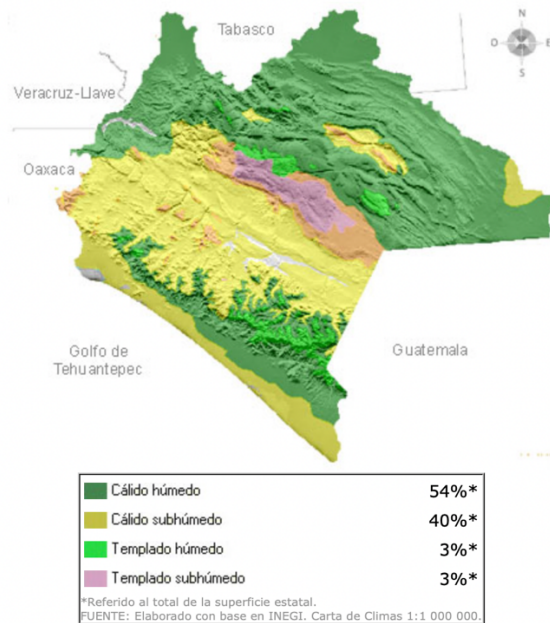 Tabasco
N
O E
S
Veracruz-Llave
Oaxaca
Golfo de
Tehuantepec
Guatemala
Cálido húmedo 54%*
Cálido subhúmedo 40%*
Templado húmedo 3%*
Templado subhúmedo 3%*
*Referido al total de la superficie estatal.
FUENTE: Elaborado con base en INEGI. Carta de Climas 1:1 000 000.